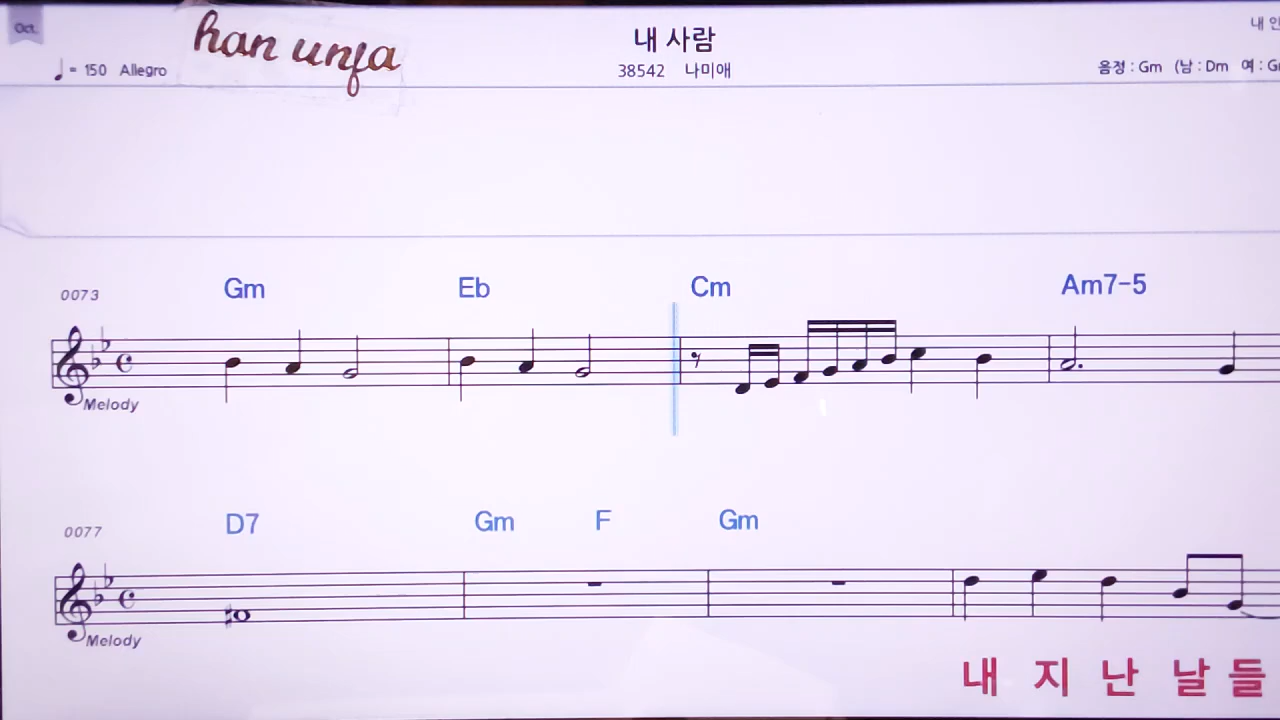 Oct.
han unfa
내 사람
♩= 150 Allegro
38542 나미애
음정 : Gm (남 : Dm 여 :
0073
Gm Eb Cm Am7-5
Melody
0077
D7 Gm F Gm
Melody
내 지 난 날 들